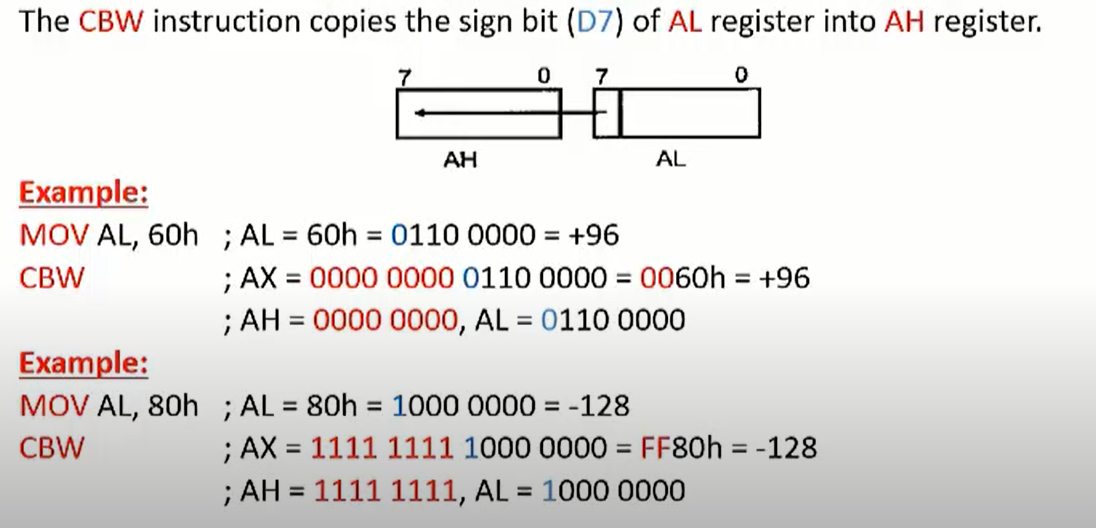 The CBW instruction copies the sign bit (D7) of AL register into AH register.
7 0 7 0
AH AL
Example:
MOV AL, 60h ; AL = 60h = 0110 0000 = +96
CBW ; AX = 0000 0000 0110 0000 = 0060h = +96
; AH = 0000 0000, AL = 0110 0000
Example:
MOV AL, 80h ; AL = 80h = 1000 0000 = -128
CBW ; AX = 1111 1111 1000 0000 = FF80h = -128
; AH = 1111 1111, AL = 1000 0000